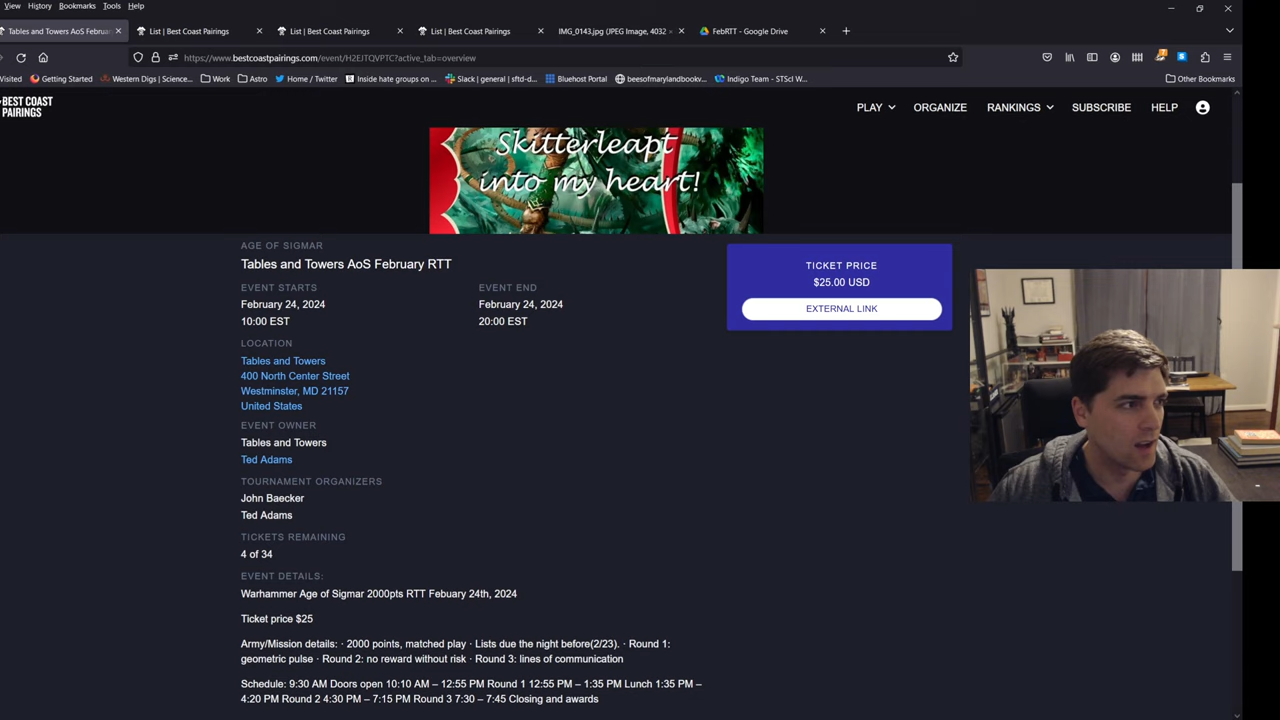 View History Bookmarks Tools Help
Tables and Towers AoS Februar List | Best Coast Pairings List | Best Coast Pairings List | Best Coast Pairings IMG_0143.jpg (JPEG Image, 4032 FebRTT - Google Drive
https://www.bestcoastpairings.com/event/H2EJTQVPTC?active_tab=overview
Visited Getting Started Western Digs | Science... Work Astro Home / Twitter Inside hate groups on ... Slack | general | sftd-d... Bluehost Portal beesofmarylandbookv... Indigo Team - STScI W... Other Bookmarks
BEST COAST
PAIRINGS
PLAY ORGANIZE RANKINGS SUBSCRIBE HELP
Skitterleapt
into my heart!
AGE OF SIGMAR
Tables and Towers AoS February RTT
EVENT STARTS EVENT END
February 24, 2024 February 24, 2024
10:00 EST 20:00 EST
TICKET PRICE
$25.00 USD
EXTERNAL LINK
LOCATION
Tables and Towers
400 North Center Street
Westminster, MD 21157
United States
EVENT OWNER
Tables and Towers
Ted Adams
TOURNAMENT ORGANIZERS
John Baecker
Ted Adams
TICKETS REMAINING
4 of 34
EVENT DETAILS:
Warhammer Age of Sigmar 2000pts RTT Febuary 24th, 2024
Ticket price $25
Army/Mission details: · 2000 points, matched play · Lists due the night before(2/23). · Round 1:
geometric pulse · Round 2: no reward without risk · Round 3: lines of communication
Schedule: 9:30 AM Doors open 10:10 AM – 12:55 PM Round 1 12:55 PM – 1:35 PM Lunch 1:35 PM –
4:20 PM Round 2 4:30 PM – 7:15 PM Round 3 7:30 – 7:45 Closing and awards